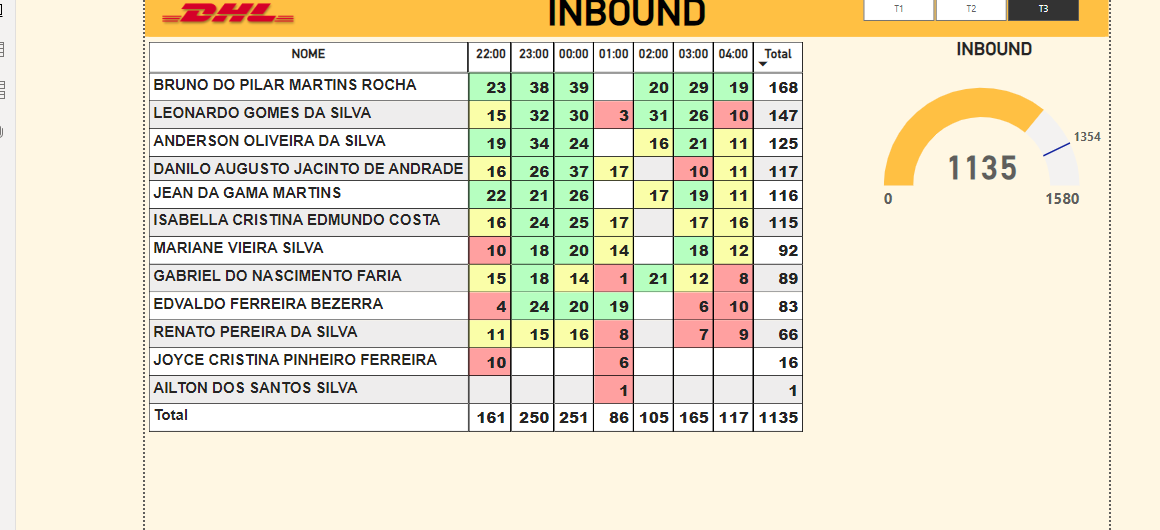 DHL INBOUND T1 T2 T3
NOME 22:00 23:00 00:00 01:00 02:00 03:00 04:00 Total
BRUNO DO PILAR MARTINS ROCHA 23 38 39 20 29 19 168
LEONARDO GOMES DA SILVA 15 32 30 3 31 26 10 147
ANDERSON OLIVEIRA DA SILVA 19 34 24 16 21 11 125
DANILO AUGUSTO JACINTO DE ANDRADE 16 26 37 17 10 11 117
JEAN DA GAMA MARTINS 22 21 26 17 19 11 116
ISABELLA CRISTINA EDMUNDO COSTA 16 24 25 17 17 16 115
MARIANE VIEIRA SILVA 10 18 20 14 18 12 92
GABRIEL DO NASCIMENTO FARIA 15 18 14 1 21 12 8 89
EDVALDO FERREIRA BEZERRA 4 24 20 19 6 10 83
RENATO PEREIRA DA SILVA 11 15 16 8 7 9 66
JOYCE CRISTINA PINHEIRO FERREIRA 10 6 16
AILTON DOS SANTOS SILVA 1 1
Total 161 250 251 86 105 165 117 1135
INBOUND
1354
1135
0 1580